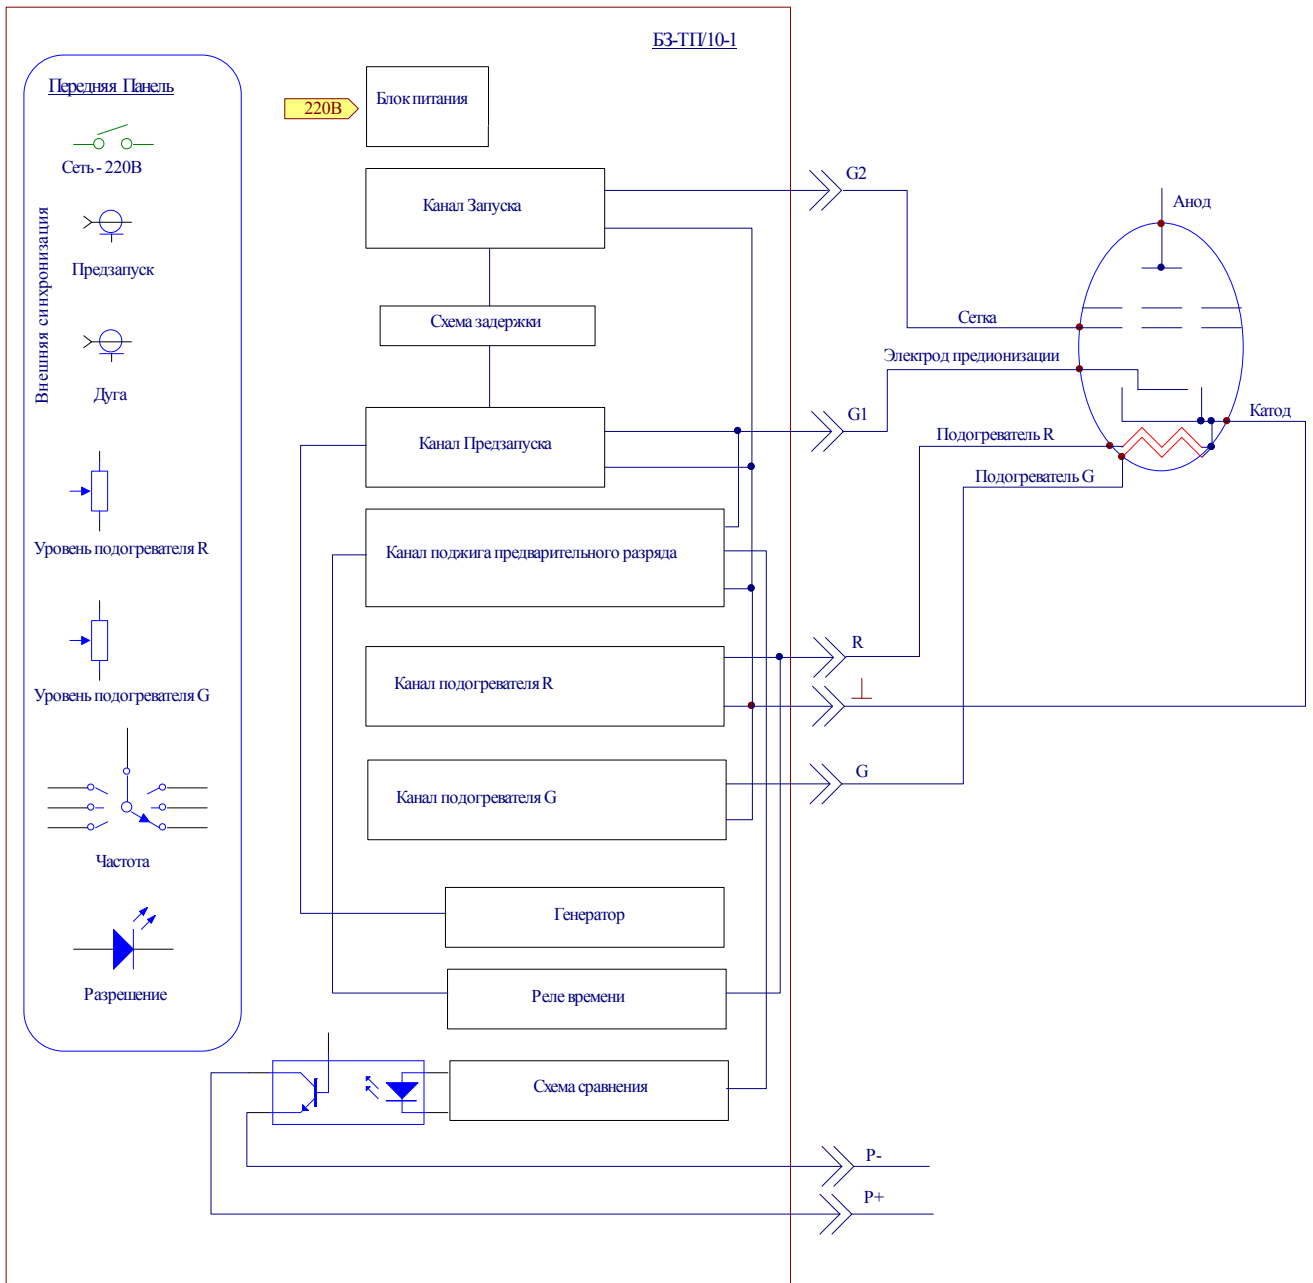 БЗ-ТП/10-1
Передняя Панель
Сеть - 220В
Внешняя синхронизация
Предзапуск
Дуга
Уровень подогревателя R
Уровень подогревателя G
Частота
Разрешение
220В
Блок питания
Канал Запуска
Схема задержки
Канал Предзапуска
Канал поджига предварительного разряда
Канал подогревателя R
Канал подогревателя G
Генератор
Реле времени
Схема сравнения
G2
G1
R
G
P-
P+
Анод
Сетка
Электрод предионизации
Катод
Подогреватель R
Подогреватель G